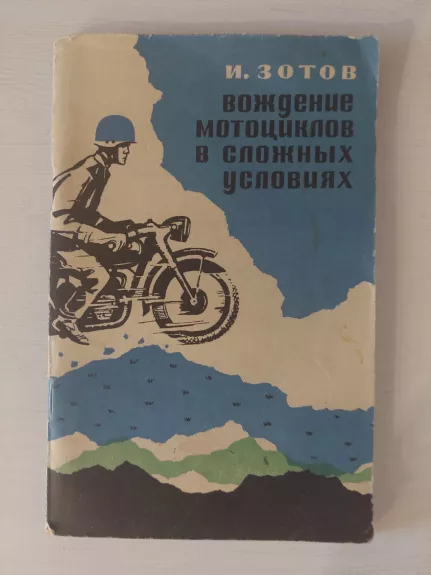 И. ЗОТОВ
ВОЖДЕНИЕ
МОТОЦИКЛОВ
В СЛОЖНЫХ
УСЛОВИЯХ